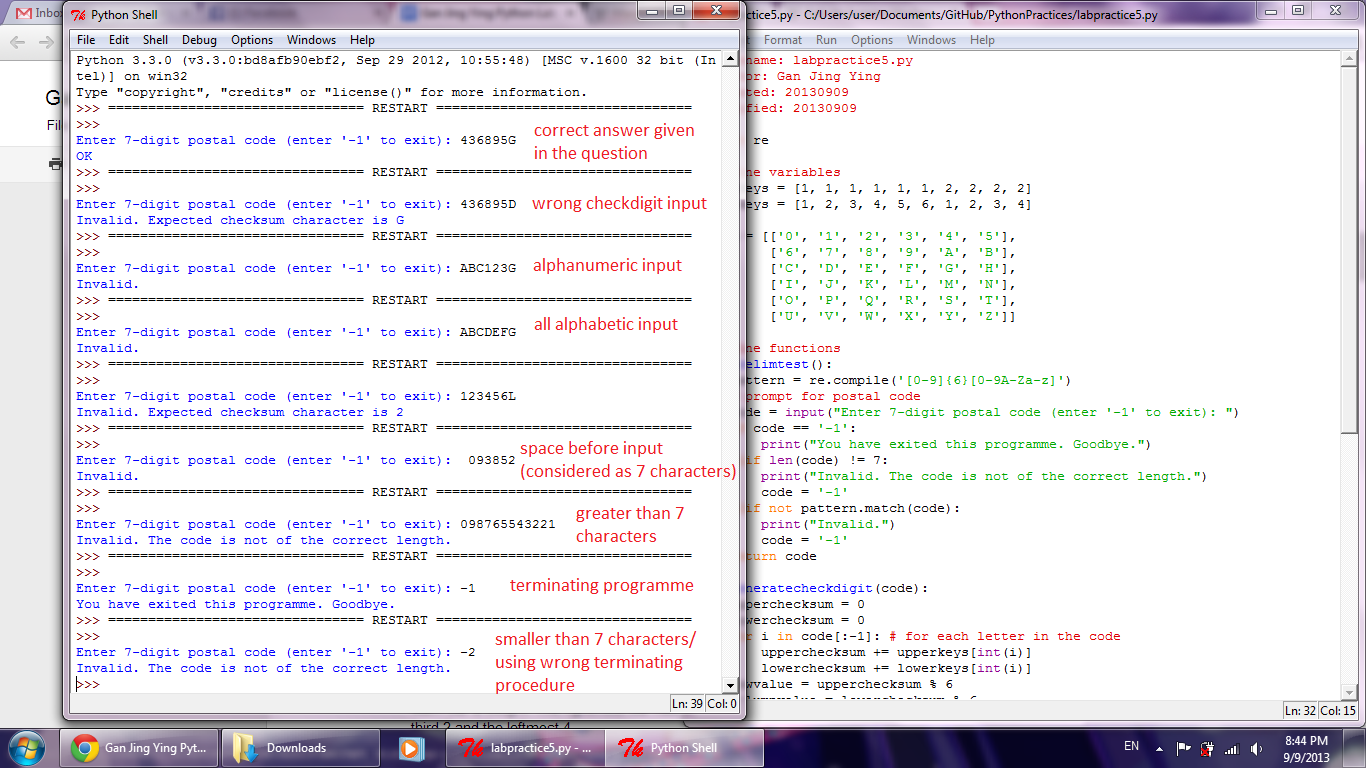 Inbo
Python Shell
File Edit Shell Debug Options Windows Help
Python 3.3.0 (v3.3.0:bd8afb90ebf2, Sep 29 2012, 10:55:48) [MSC v.1600 32 bit (In
tel)] on win32
Type "copyright", "credits" or "license()" for more information.
>>> ================================ RESTART ================================
>>>
Enter 7-digit postal code (enter '-1' to exit): 436895G
OK
correct answer given
in the question
>>> ================================ RESTART ================================
>>>
Enter 7-digit postal code (enter '-1' to exit): 436895D
wrong checkdigit input
Invalid. Expected checksum character is G
>>> ================================ RESTART ================================
>>>
Enter 7-digit postal code (enter '-1' to exit): ABC123G
alphanumeric input
Invalid.
>>> ================================ RESTART ================================
>>>
Enter 7-digit postal code (enter '-1' to exit): ABCDEFG
all alphabetic input
Invalid.
>>> ================================ RESTART ================================
>>>
Enter 7-digit postal code (enter '-1' to exit): 123456L
Invalid. Expected checksum character is 2
>>> ================================ RESTART ================================
>>>
Enter 7-digit postal code (enter '-1' to exit):  093852
space before input
(considered as 7 characters)
Invalid.
>>> ================================ RESTART ================================
>>>
Enter 7-digit postal code (enter '-1' to exit): 098765543221
Invalid. The code is not of the correct length.
greater than 7
characters
>>> ================================ RESTART ================================
>>>
Enter 7-digit postal code (enter '-1' to exit): -1
terminating programme
You have exited this programme. Goodbye.
>>> ================================ RESTART ================================
>>>
Enter 7-digit postal code (enter '-1' to exit): -2
Invalid. The code is not of the correct length.
smaller than 7 characters/
using wrong terminating
procedure
>>>
Ln: 39 Col: 0
ctice5.py - C:/Users/user/Documents/GitHub/PythonPractices/labpractice5.py
t Format Run Options Windows Help
name: labpractice5.py
or: Gan Jing Ying
ted: 20130909
fied: 20130909
re
ne variables
eys = [1, 1, 1, 1, 1, 1, 2, 2, 2, 2]
eys = [1, 2, 3, 4, 5, 6, 1, 2, 3, 4]
= [['0', '1', '2', '3', '4', '5'],
['6', '7', '8', '9', 'A', 'B'],
['C', 'D', 'E', 'F', 'G', 'H'],
['I', 'J', 'K', 'L', 'M', 'N'],
['O', 'P', 'Q', 'R', 'S', 'T'],
['U', 'V', 'W', 'X', 'Y', 'Z']]
ne functions
elimtest():
ttern = re.compile('[0-9]{6}[0-9A-Za-z]')
prompt for postal code
de = input("Enter 7-digit postal code (enter '-1' to exit): ")
code == '-1':
print("You have exited this programme. Goodbye.")
if len(code) != 7:
print("Invalid. The code is not of the correct length.")
code = '-1'
if not pattern.match(code):
print("Invalid.")
code = '-1'
turn code
neratecheckdigit(code):
perchecksum = 0
werchecksum = 0
r i in code[:-1]: # for each letter in the code
upperchecksum += upperkeys[int(i)]
lowerchecksum += lowerkeys[int(i)]
wvalue = upperchecksum % 6
Ln: 32 Col: 15
G
Fil
third 2 and the leftmost 4
Gan Jing Ying Pyt...
Downloads
labpractice5.py - ...
Python Shell
EN
8:44 PM
9/9/2013